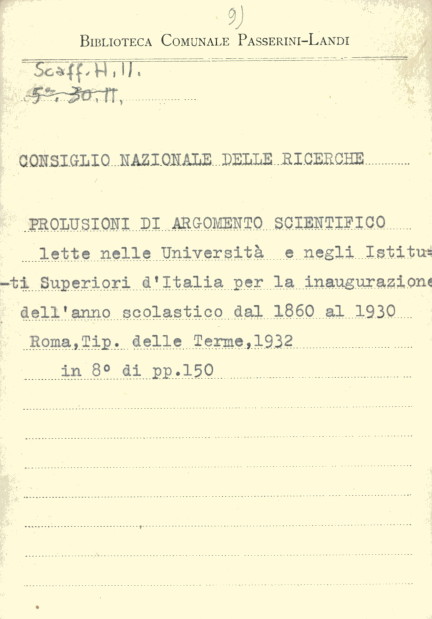 9)
BIBLIOTECA COMUNALE PASSERINI-LANDI
Scaff. H. 11.
5ª. 30. 11.
CONSIGLIO NAZIONALE DELLE RICERCHE
PROLUSIONI DI ARGOMENTO SCIENTIFICO
lette nelle Università e negli Istitu=
-ti Superiori d'Italia per la inaugurazione
dell'anno scolastico dal 1860 al 1930
Roma,Tip. delle Terme,1932
in 8° di pp.150